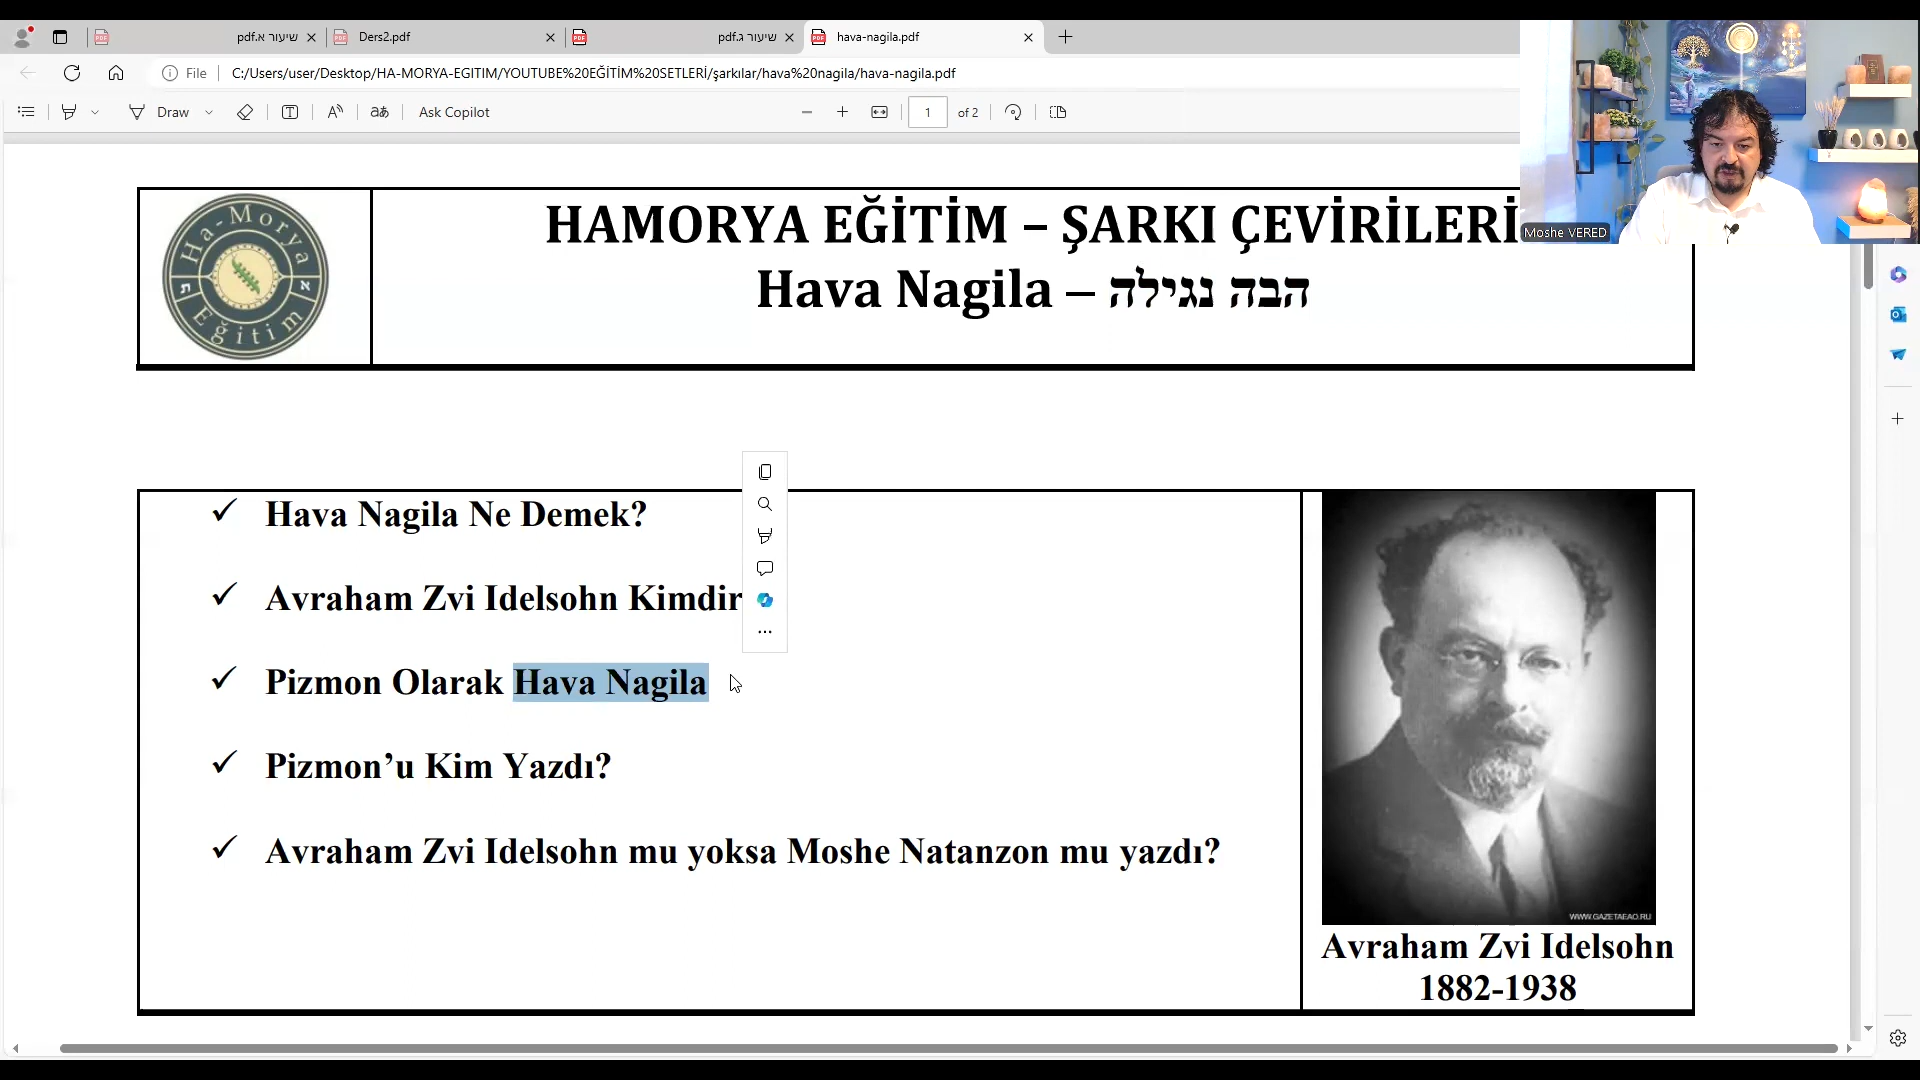 שיעור א.pdf
Ders2.pdf
שיעור ג.pdf
hava-nagila.pdf
File
C:/Users/user/Desktop/HA-MORYA-EGITIM/YOUTUBE%20EĞİTİM%20SETLERİ/şarkılar/hava%20nagila/hava-nagila.pdf
Draw
Ask Copilot
1
of 2
Moshe VERED
Ha-Morya
א
ת
Eğitim
HAMORYA EĞİTİM – ŞARKI ÇEVİRİLERİ
Hava Nagila – הבה נגילה
✓ Hava Nagila Ne Demek?
✓ Avraham Zvi Idelsohn Kimdir
✓ Pizmon Olarak Hava Nagila
✓ Pizmon’u Kim Yazdı?
✓ Avraham Zvi Idelsohn mu yoksa Moshe Natanzon mu yazdı?
WWW.GAZETAEAO.RU
Avraham Zvi Idelsohn
1882-1938